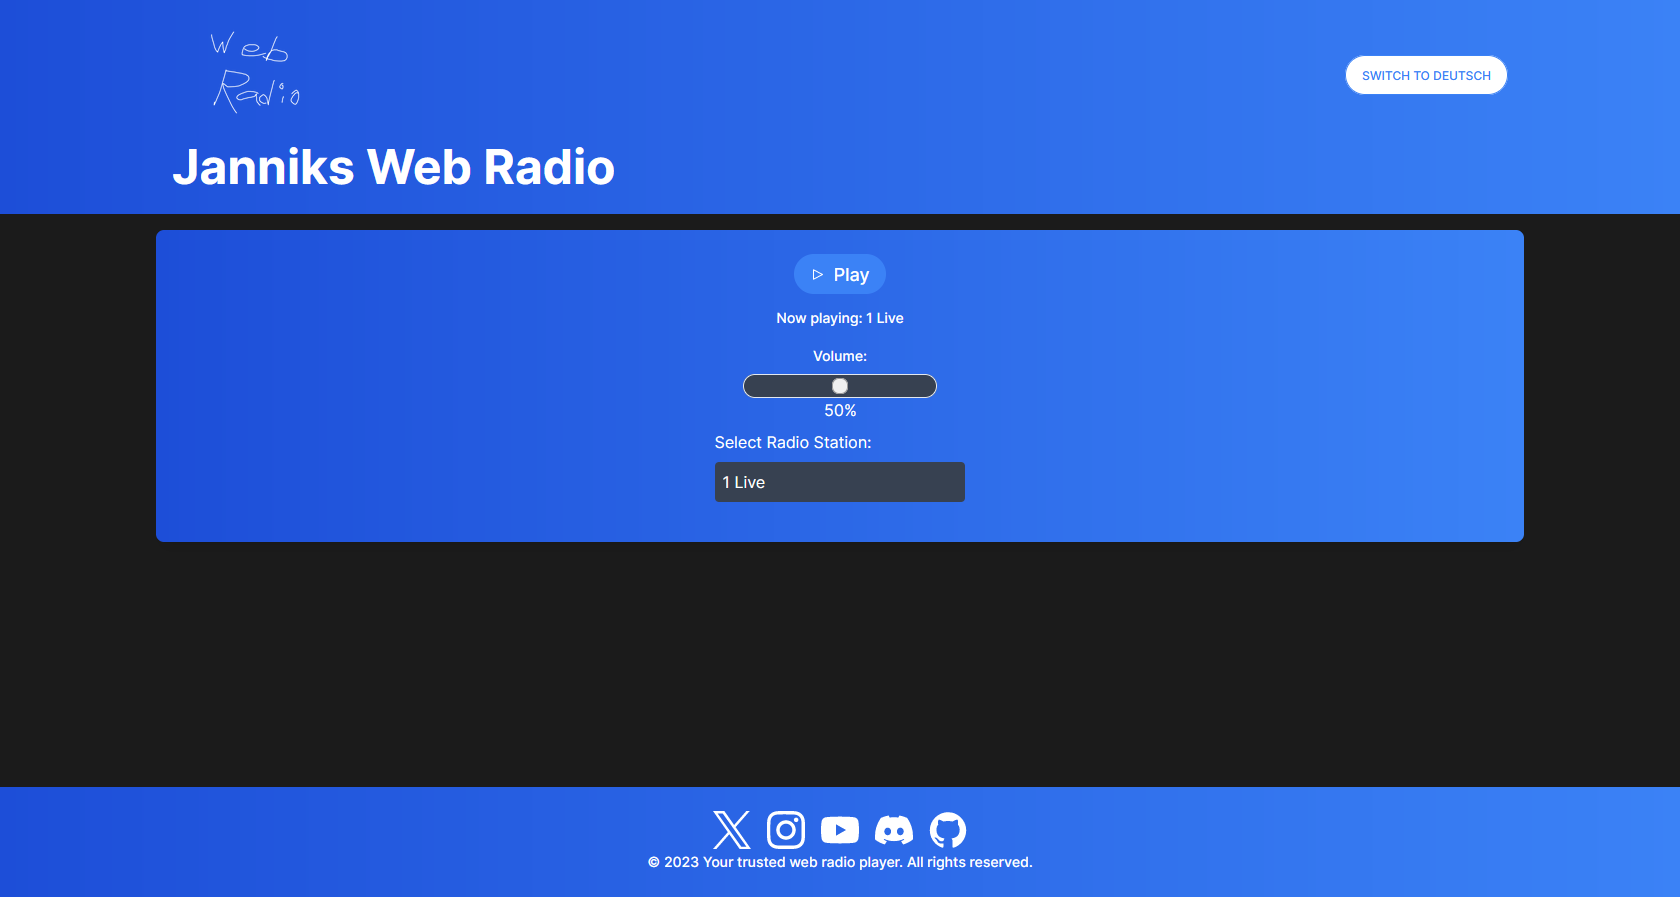 Web
Radio
SWITCH TO DEUTSCH
Janniks Web Radio
Play
Now playing: 1 Live
Volume:
50%
Select Radio Station:
1 Live
© 2023 Your trusted web radio player. All rights reserved.